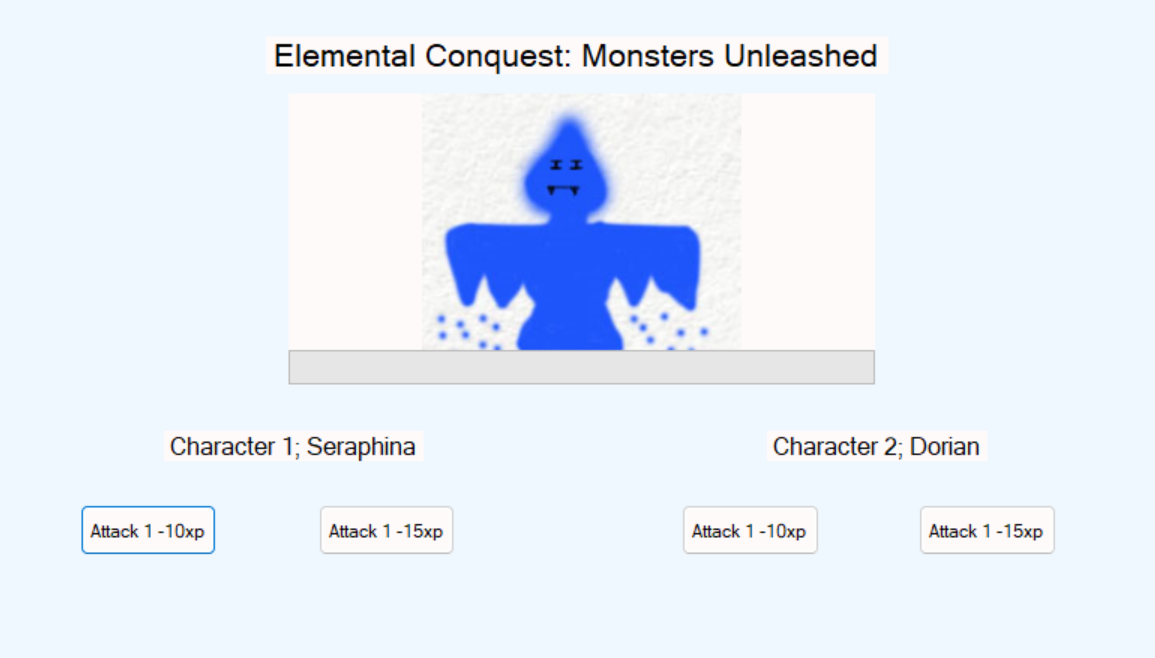 Elemental Conquest: Monsters Unleashed
Character 1; Seraphina
Character 2; Dorian
Attack 1 -10xp
Attack 1 -15xp
Attack 1 -10xp
Attack 1 -15xp